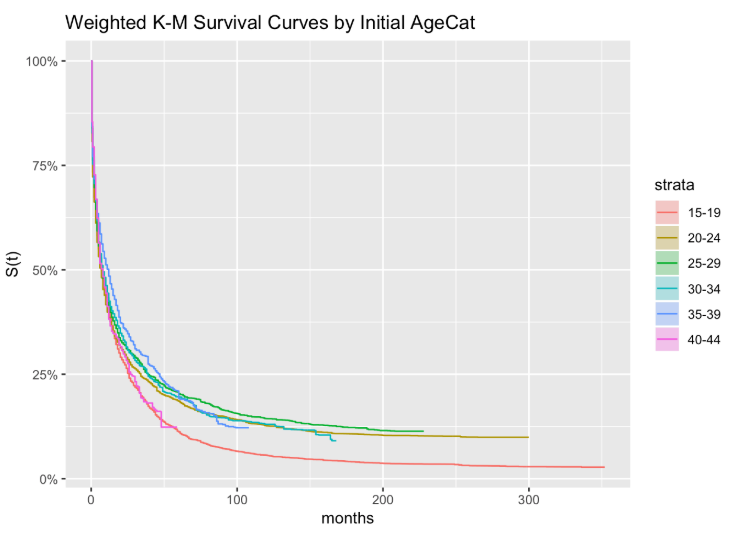 Weighted K-M Survival Curves by Initial AgeCat
100%
75%
50%
25%
0%
S(t)
0 100 200 300
months
strata
15-19
20-24
25-29
30-34
35-39
40-44